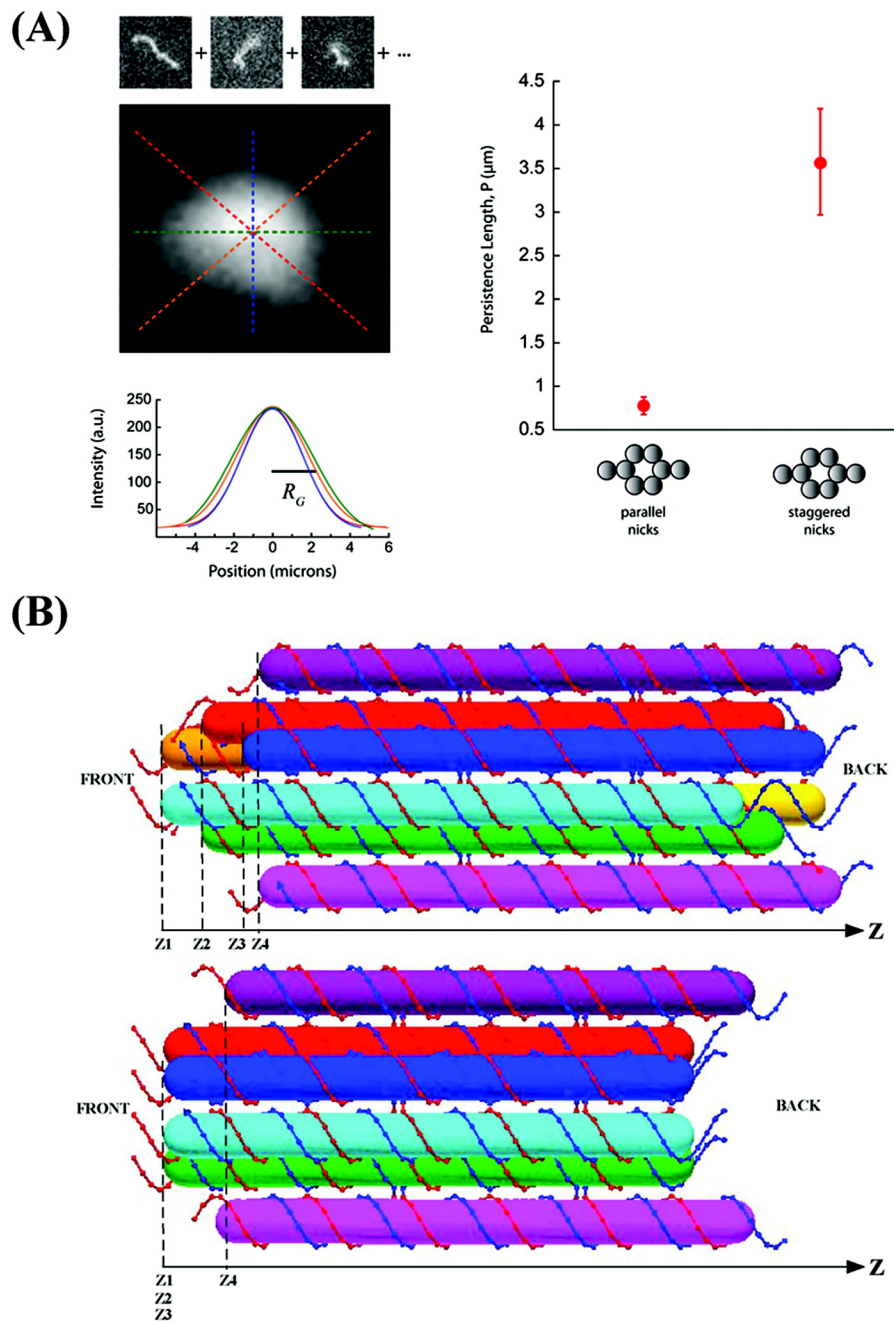 (A)
+ + + ...
250
200
150
100
50
Intensity (a.u.)
R_G
-4 -2 0 2 4 6
Position (microns)
4.5
4
3.5
3
2.5
2
1.5
1
0.5
Persistence Length, P (μm)
parallel
nicks
staggered
nicks
(B)
FRONT
BACK
Z1 Z2 Z3 Z4
Z
FRONT
BACK
Z1 Z4
Z2
Z3
Z